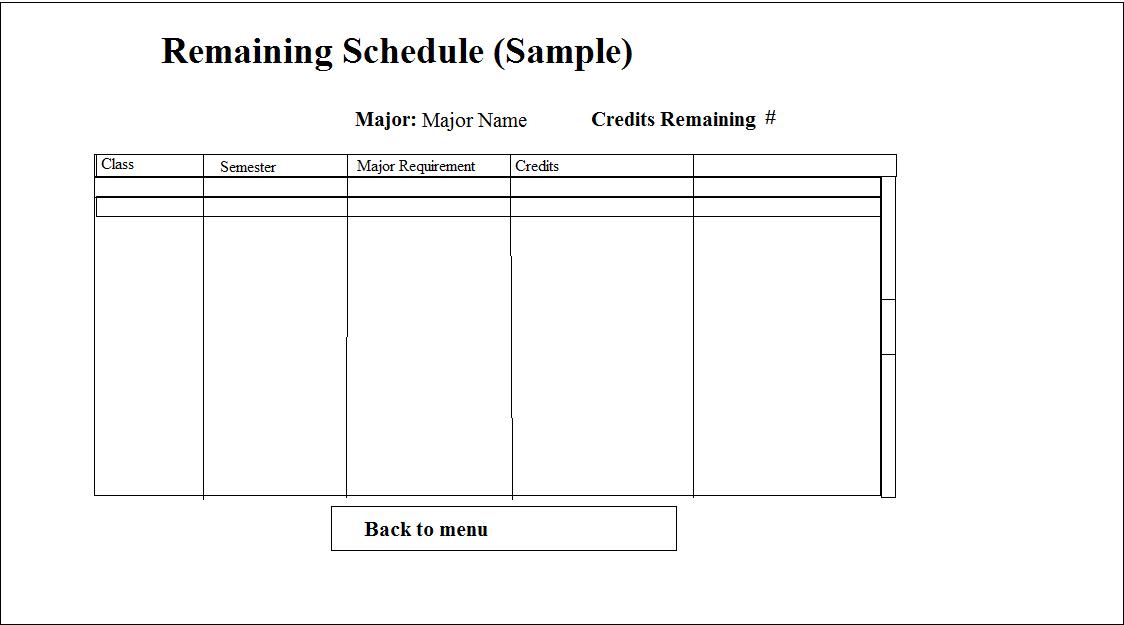 Remaining Schedule (Sample)
Major: Major Name Credits Remaining #
Class Semester Major Requirement Credits
Back to menu